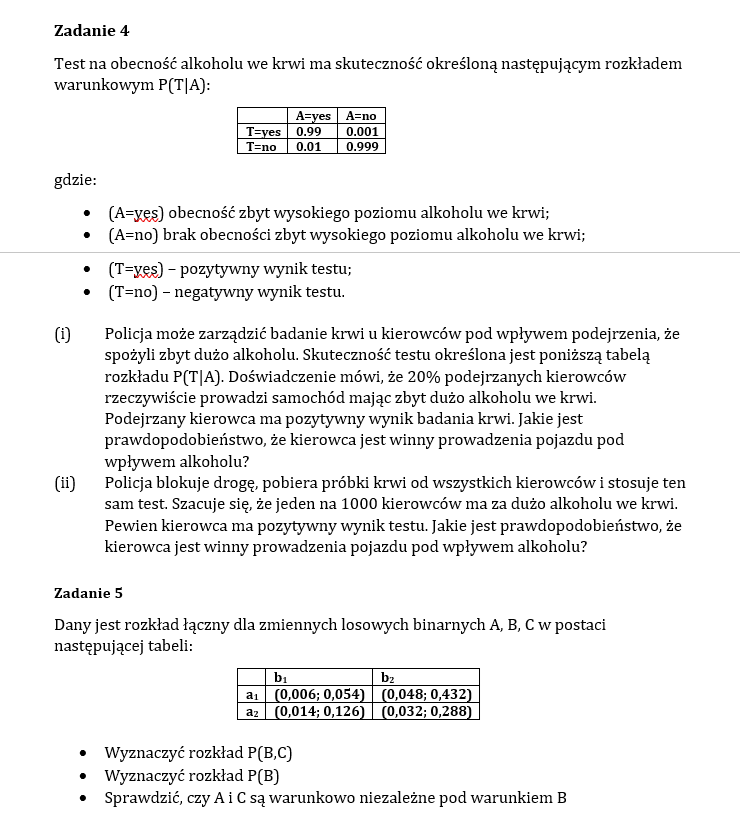 Zadanie 4
Test na obecność alkoholu we krwi ma skuteczność określoną następującym rozkładem
warunkowym P(T|A):
A=yes A=no
T=yes 0.99 0.001
T=no 0.01 0.999
gdzie:
• (A=yes) obecność zbyt wysokiego poziomu alkoholu we krwi;
• (A=no) brak obecności zbyt wysokiego poziomu alkoholu we krwi;
• (T=yes) – pozytywny wynik testu;
• (T=no) – negatywny wynik testu.
(i) Policja może zarządzić badanie krwi u kierowców pod wpływem podejrzenia, że
spożyli zbyt dużo alkoholu. Skuteczność testu określona jest poniższą tabelą
rozkładu P(T|A). Doświadczenie mówi, że 20% podejrzanych kierowców
rzeczywiście prowadzi samochód mając zbyt dużo alkoholu we krwi.
Podejrzany kierowca ma pozytywny wynik badania krwi. Jakie jest
prawdopodobieństwo, że kierowca jest winny prowadzenia pojazdu pod
wpływem alkoholu?
(ii) Policja blokuje drogę, pobiera próbki krwi od wszystkich kierowców i stosuje ten
sam test. Szacuje się, że jeden na 1000 kierowców ma za dużo alkoholu we krwi.
Pewien kierowca ma pozytywny wynik testu. Jakie jest prawdopodobieństwo, że
kierowca jest winny prowadzenia pojazdu pod wpływem alkoholu?
Zadanie 5
Dany jest rozkład łączny dla zmiennych losowych binarnych A, B, C w postaci
następującej tabeli:
b₁ b₂
a₁ (0,006; 0,054) (0,048; 0,432)
a₂ (0,014; 0,126) (0,032; 0,288)
• Wyznaczyć rozkład P(B,C)
• Wyznaczyć rozkład P(B)
• Sprawdzić, czy A i C są warunkowo niezależne pod warunkiem B